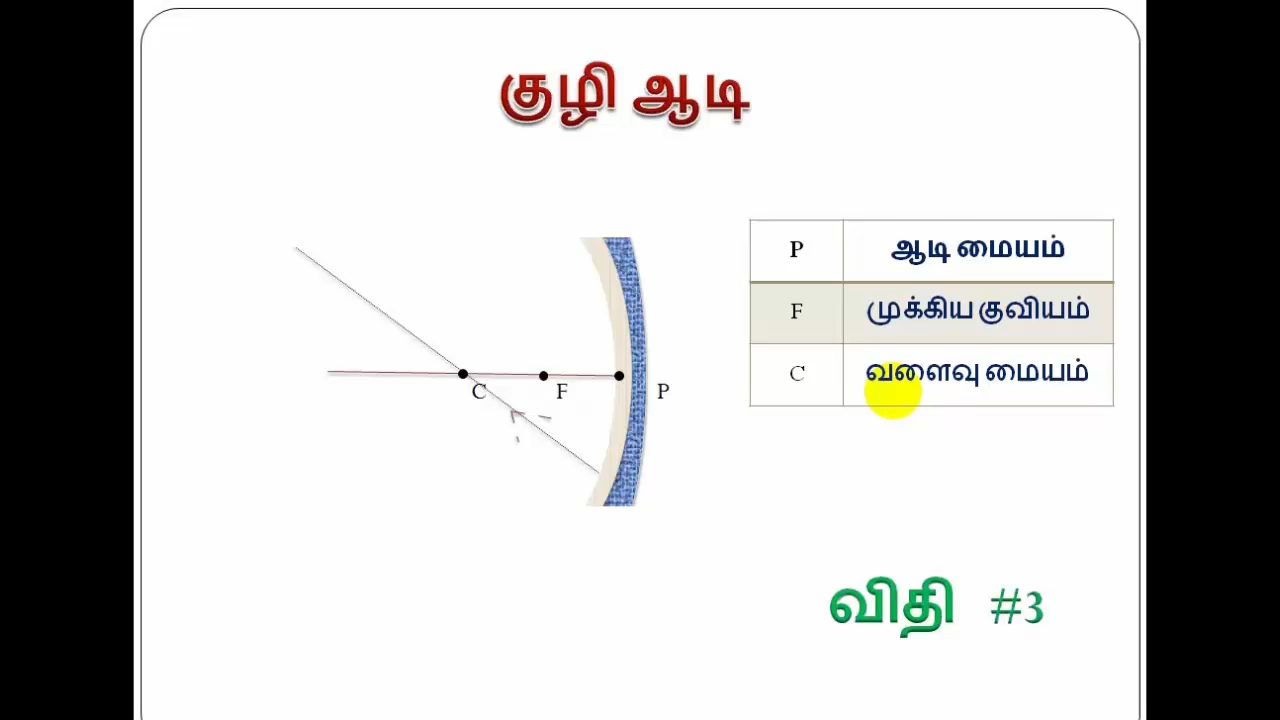 குழி ஆடி
P ஆடி மையம்
F முக்கிய குவியம்
C வளைவு மையம்
C F P
விதி #3